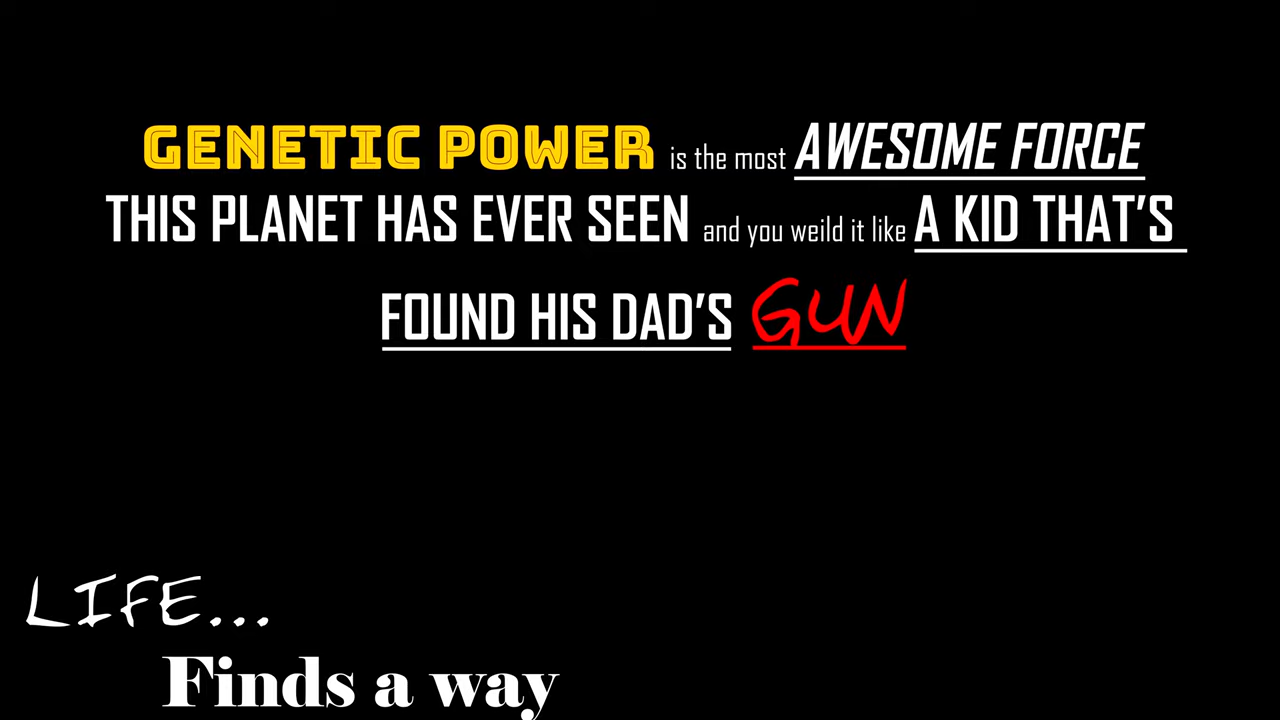 GENETIC POWER is the most AWESOME FORCE
THIS PLANET HAS EVER SEEN and you weild it like A KID THAT'S
FOUND HIS DAD'S GUN
LIFE...
Finds a way